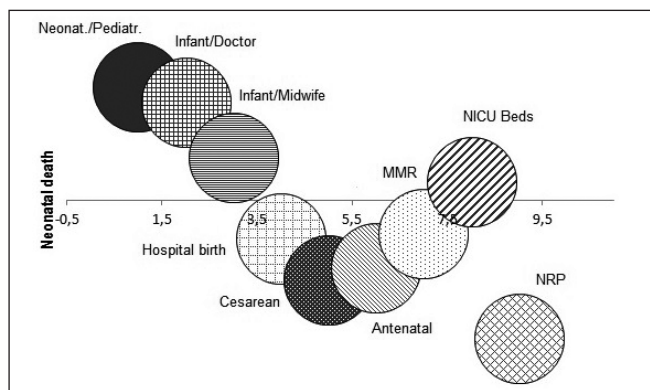 Neonat./Pediatr.
Infant/Doctor
Infant/Midwife
NICU Beds
MMR
Neonatal death
-0,5
1,5
3,5
5,5
7,5
9,5
Hospital birth
Cesarean
Antenatal
NRP